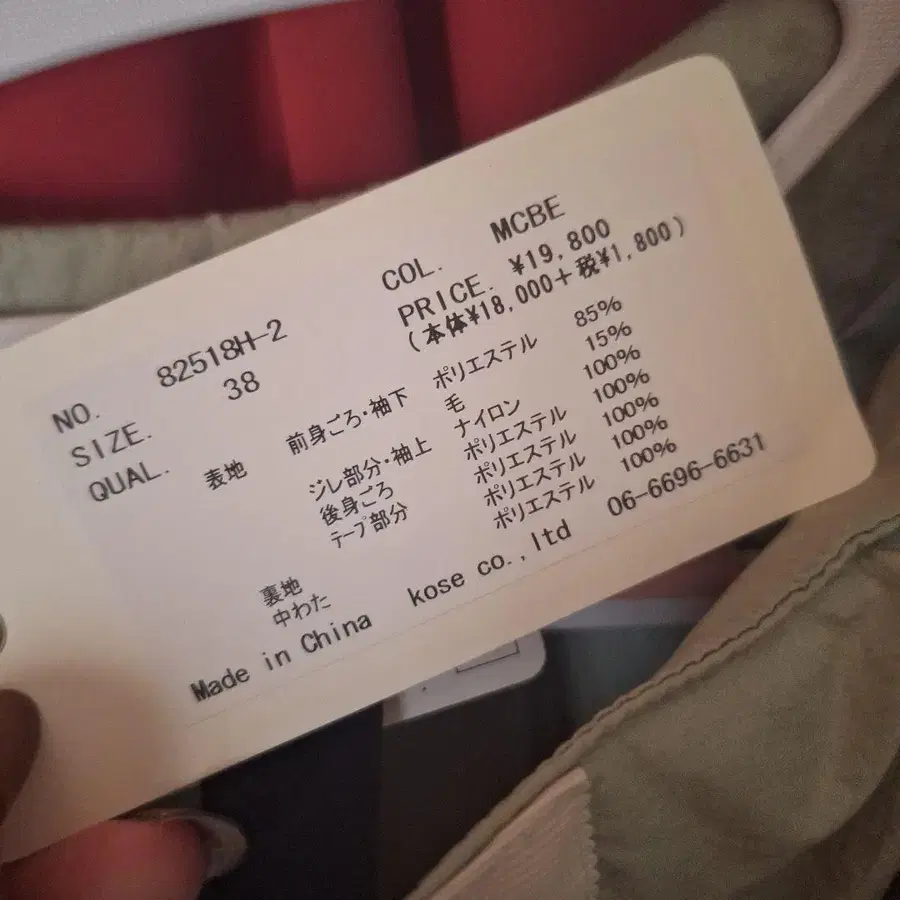 NO. 82518H-2 COL. MCBE
SIZE. 38 PRICE. ¥19,800
(本体¥18,000+税¥1,800)
QUAL. 表地 前身ごろ・袖下 ポリエステル 85%
毛 15%
ジレ部分・袖上 ナイロン 100%
後身ごろ ポリエステル 100%
テープ部分 ポリエステル 100%
裏地 ポリエステル 100%
中わた ポリエステル 100%
Made in China kose co.,ltd 06-6696-6631